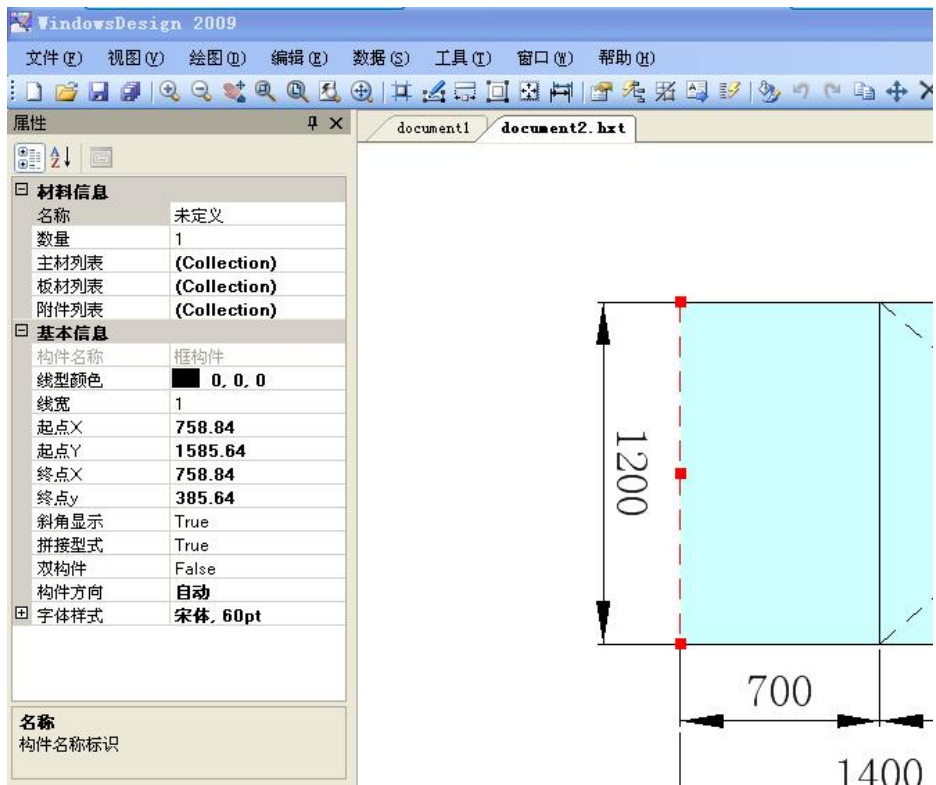 WindowsDesign 2009
文件(F) 视图(V) 绘图(D) 编辑(E) 数据(S) 工具(T) 窗口(W) 帮助(H)
属性
document1 document2.hxt
材料信息
名称 未定义
数量 1
主材列表 (Collection)
板材列表 (Collection)
附件列表 (Collection)
基本信息
构件名称 框构件
线型颜色 0, 0, 0
线宽 1
起点X 758.84
起点Y 1585.64
终点X 758.84
终点y 385.64
斜角显示 True
拼接型式 True
双构件 False
构件方向 自动
字体样式 宋体, 60pt
名称
构件名称标识
1200
700
1400